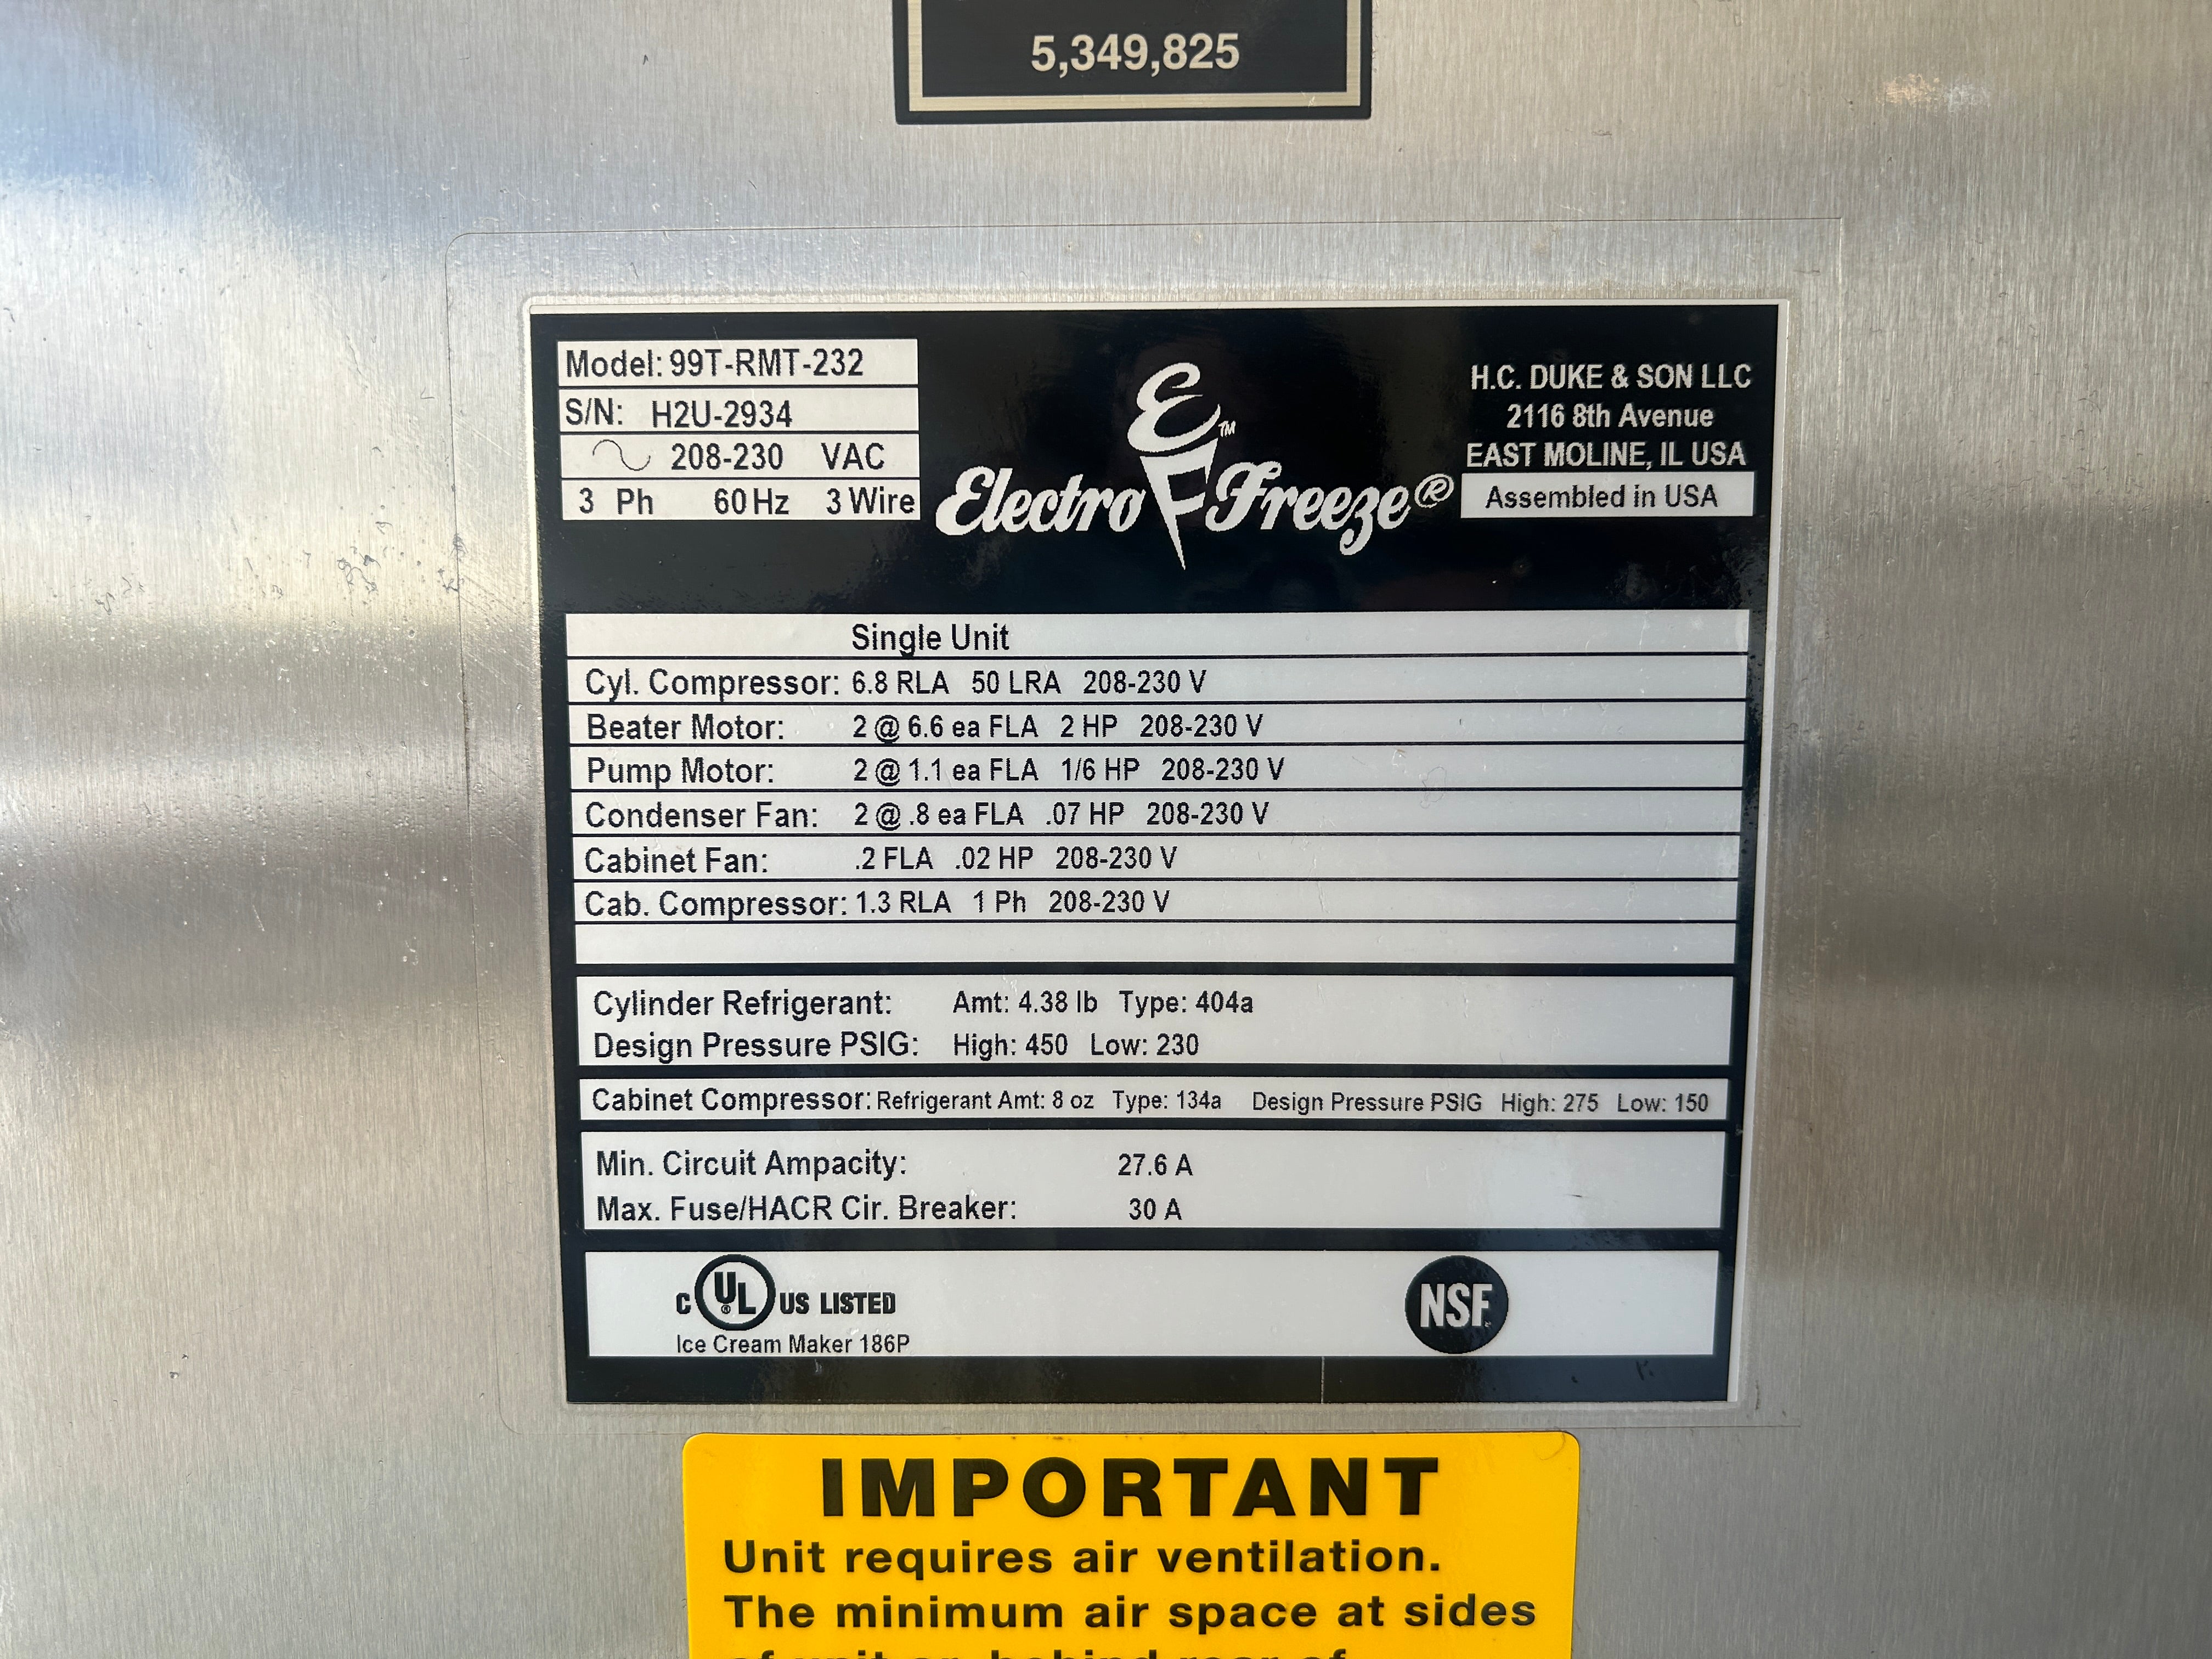 5,349,825
Model: 99T-RMT-232
S/N: H2U-2934
208-230 VAC
3 Ph 60 Hz 3 Wire
E™
F
Electro Freeze®
H.C. DUKE & SON LLC
2116 8th Avenue
EAST MOLINE, IL USA
Assembled in USA
Single Unit
Cyl. Compressor: 6.8 RLA 50 LRA 208-230 V
Beater Motor: 2 @ 6.6 ea FLA 2 HP 208-230 V
Pump Motor: 2 @ 1.1 ea FLA 1/6 HP 208-230 V
Condenser Fan: 2 @ .8 ea FLA .07 HP 208-230 V
Cabinet Fan: .2 FLA .02 HP 208-230 V
Cab. Compressor: 1.3 RLA 1 Ph 208-230 V
Cylinder Refrigerant: Amt: 4.38 lb Type: 404a
Design Pressure PSIG: High: 450 Low: 230
Cabinet Compressor: Refrigerant Amt: 8 oz Type: 134a Design Pressure PSIG High: 275 Low: 150
Min. Circuit Ampacity: 27.6 A
Max. Fuse/HACR Cir. Breaker: 30 A
C UL® US LISTED
Ice Cream Maker 186P
NSF
IMPORTANT
Unit requires air ventilation.
The minimum air space at sides
of unit or behind rear of